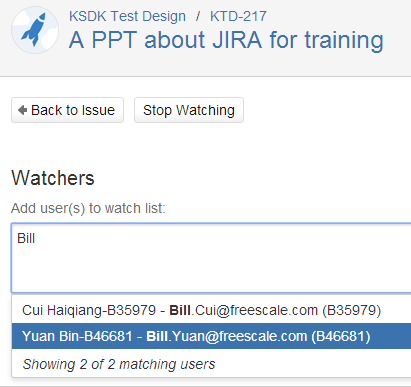 KSDK Test Design / KTD-217
A PPT about JIRA for training
Back to Issue Stop Watching
Watchers
Add user(s) to watch list:
Bill
Cui Haiqiang-B35979 - Bill.Cui@freescale.com (B35979)
Yuan Bin-B46681 - Bill.Yuan@freescale.com (B46681)
Showing 2 of 2 matching users